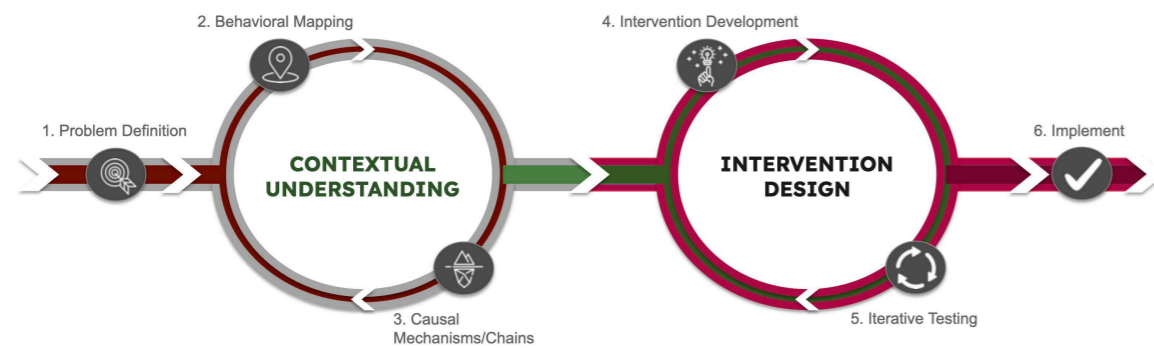 1. Problem Definition
2. Behavioral Mapping
CONTEXTUAL
UNDERSTANDING
3. Causal
Mechanisms/Chains
4. Intervention Development
INTERVENTION
DESIGN
5. Iterative Testing
6. Implement